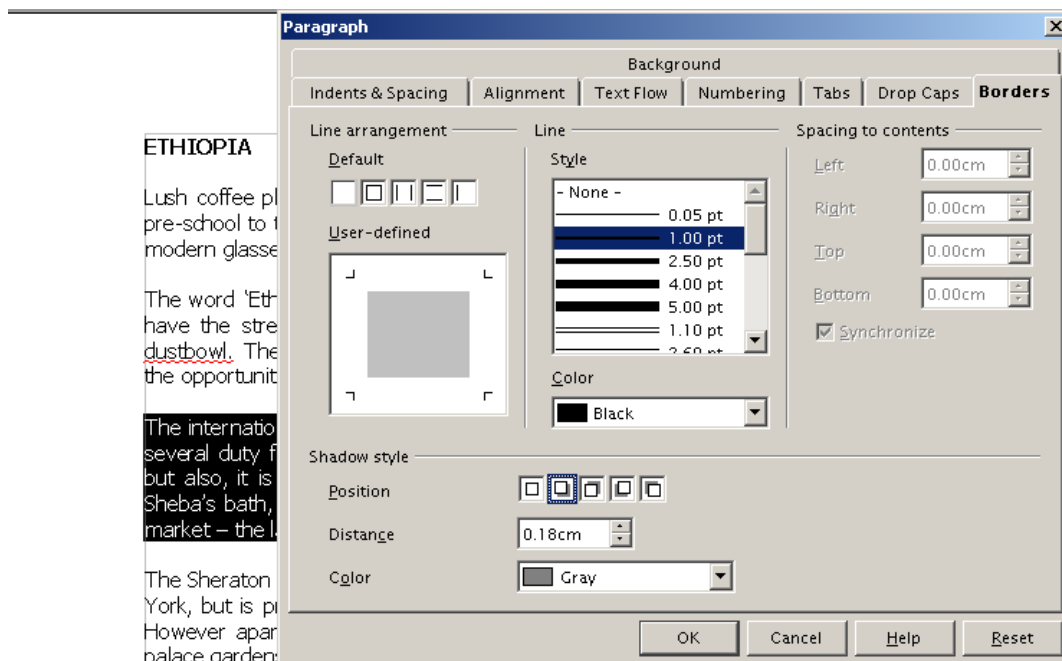 Paragraph
Background
Indents & Spacing Alignment Text Flow Numbering Tabs Drop Caps Borders
Line arrangement
Default
User-defined
Line
Style
- None -
0.05 pt
1.00 pt
2.50 pt
4.00 pt
5.00 pt
1.10 pt
2.60 pt
Color
Black
Spacing to contents
Left 0.00cm
Right 0.00cm
Top 0.00cm
Bottom 0.00cm
Synchronize
Shadow style
Position
Distance 0.18cm
Color Gray
OK Cancel Help Reset
ETHIOPIA
Lush coffee pl
pre-school to
modern glasse
The word 'Eth
have the stre
dustbowl. The
the opportunit
The internatio
several duty f
but also, it is
Sheba's bath,
market – the
The Sheraton
York, but is
However apar
palace garden